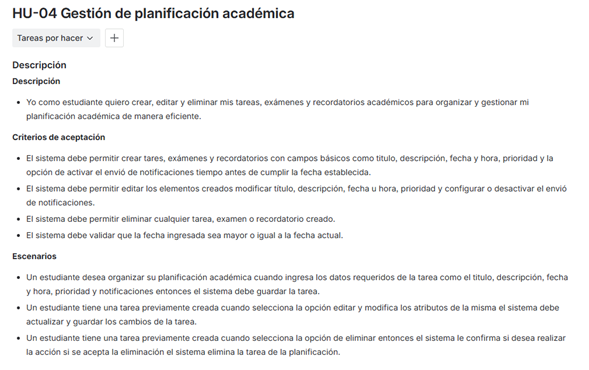 HU-04 Gestión de planificación académica
Tareas por hacer
Descripción
Descripción
Yo como estudiante quiero crear, editar y eliminar mis tareas, exámenes y recordatorios académicos para organizar y gestionar mi
planificación académica de manera eficiente.
Criterios de aceptación
El sistema debe permitir crear tares, exámenes y recordatorios con campos básicos como titulo, descripción, fecha y hora, prioridad y la
opción de activar el envió de notificaciones tiempo antes de cumplir la fecha establecida.
El sistema debe permitir editar los elementos creados modificar titulo, descripción, fecha u hora, prioridad y configurar o desactivar el envió
de notificaciones.
El sistema debe permitir eliminar cualquier tarea, examen o recordatorio creado.
El sistema debe validar que la fecha ingresada sea mayor o igual a la fecha actual.
Escenarios
Un estudiante desea organizar su planificación académica cuando ingresa los datos requeridos de la tarea como el titulo, descripción, fecha
y hora, prioridad y notificaciones entonces el sistema debe guardar la tarea.
Un estudiante tiene una tarea previamente creada cuando selecciona la opción editar y modifica los atributos de la misma el sistema debe
actualizar y guardar los cambios de la tarea.
Un estudiante tiene una tarea previamente creada cuando selecciona la opción de eliminar entonces el sistema le confirma si desea realizar
la acción si se acepta la eliminación el sistema elimina la tarea de la planificación.